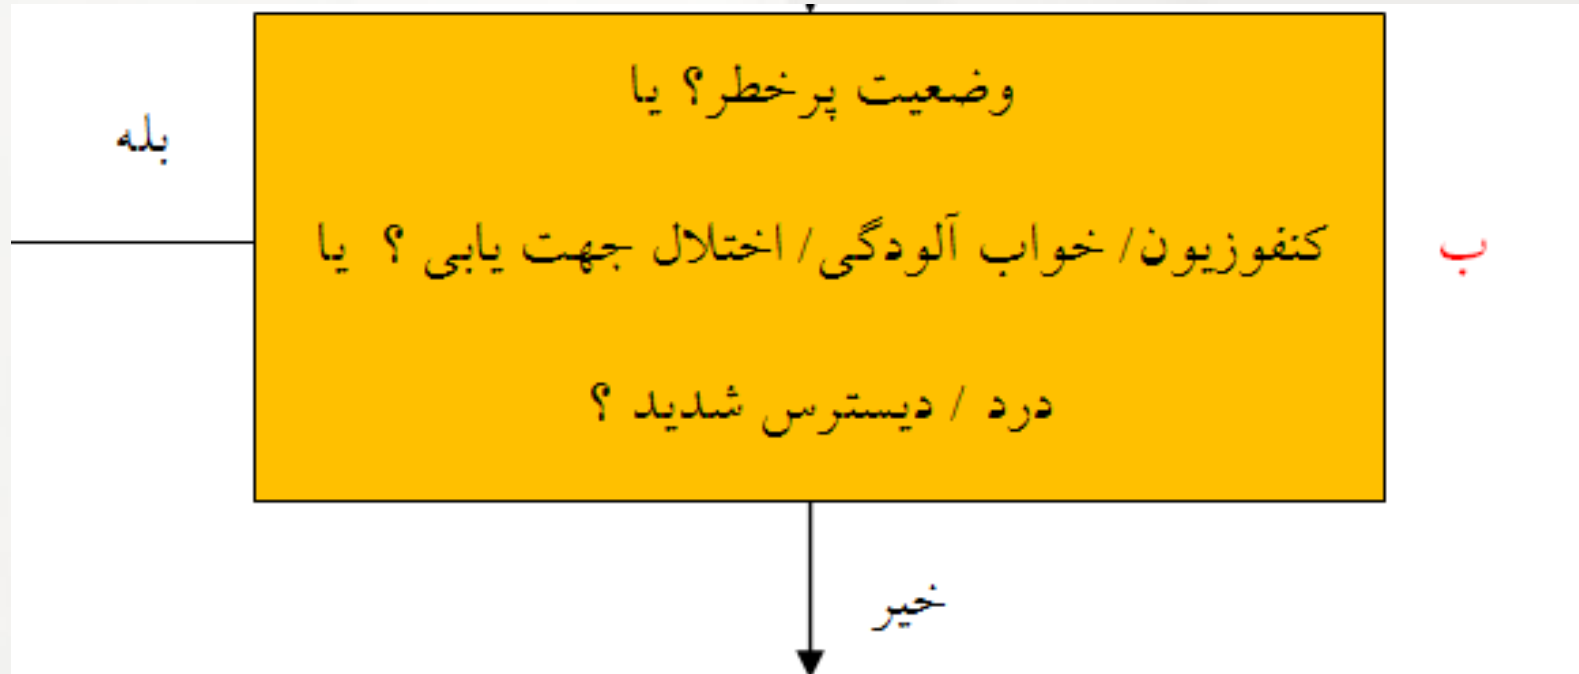 وضعیت پرخطر؟ یا
بله
کنفوزیون/ خواب آلودگی/ اختلال جهت یابی ؟ یا
ب
درد / دیسترس شدید ؟
خیر